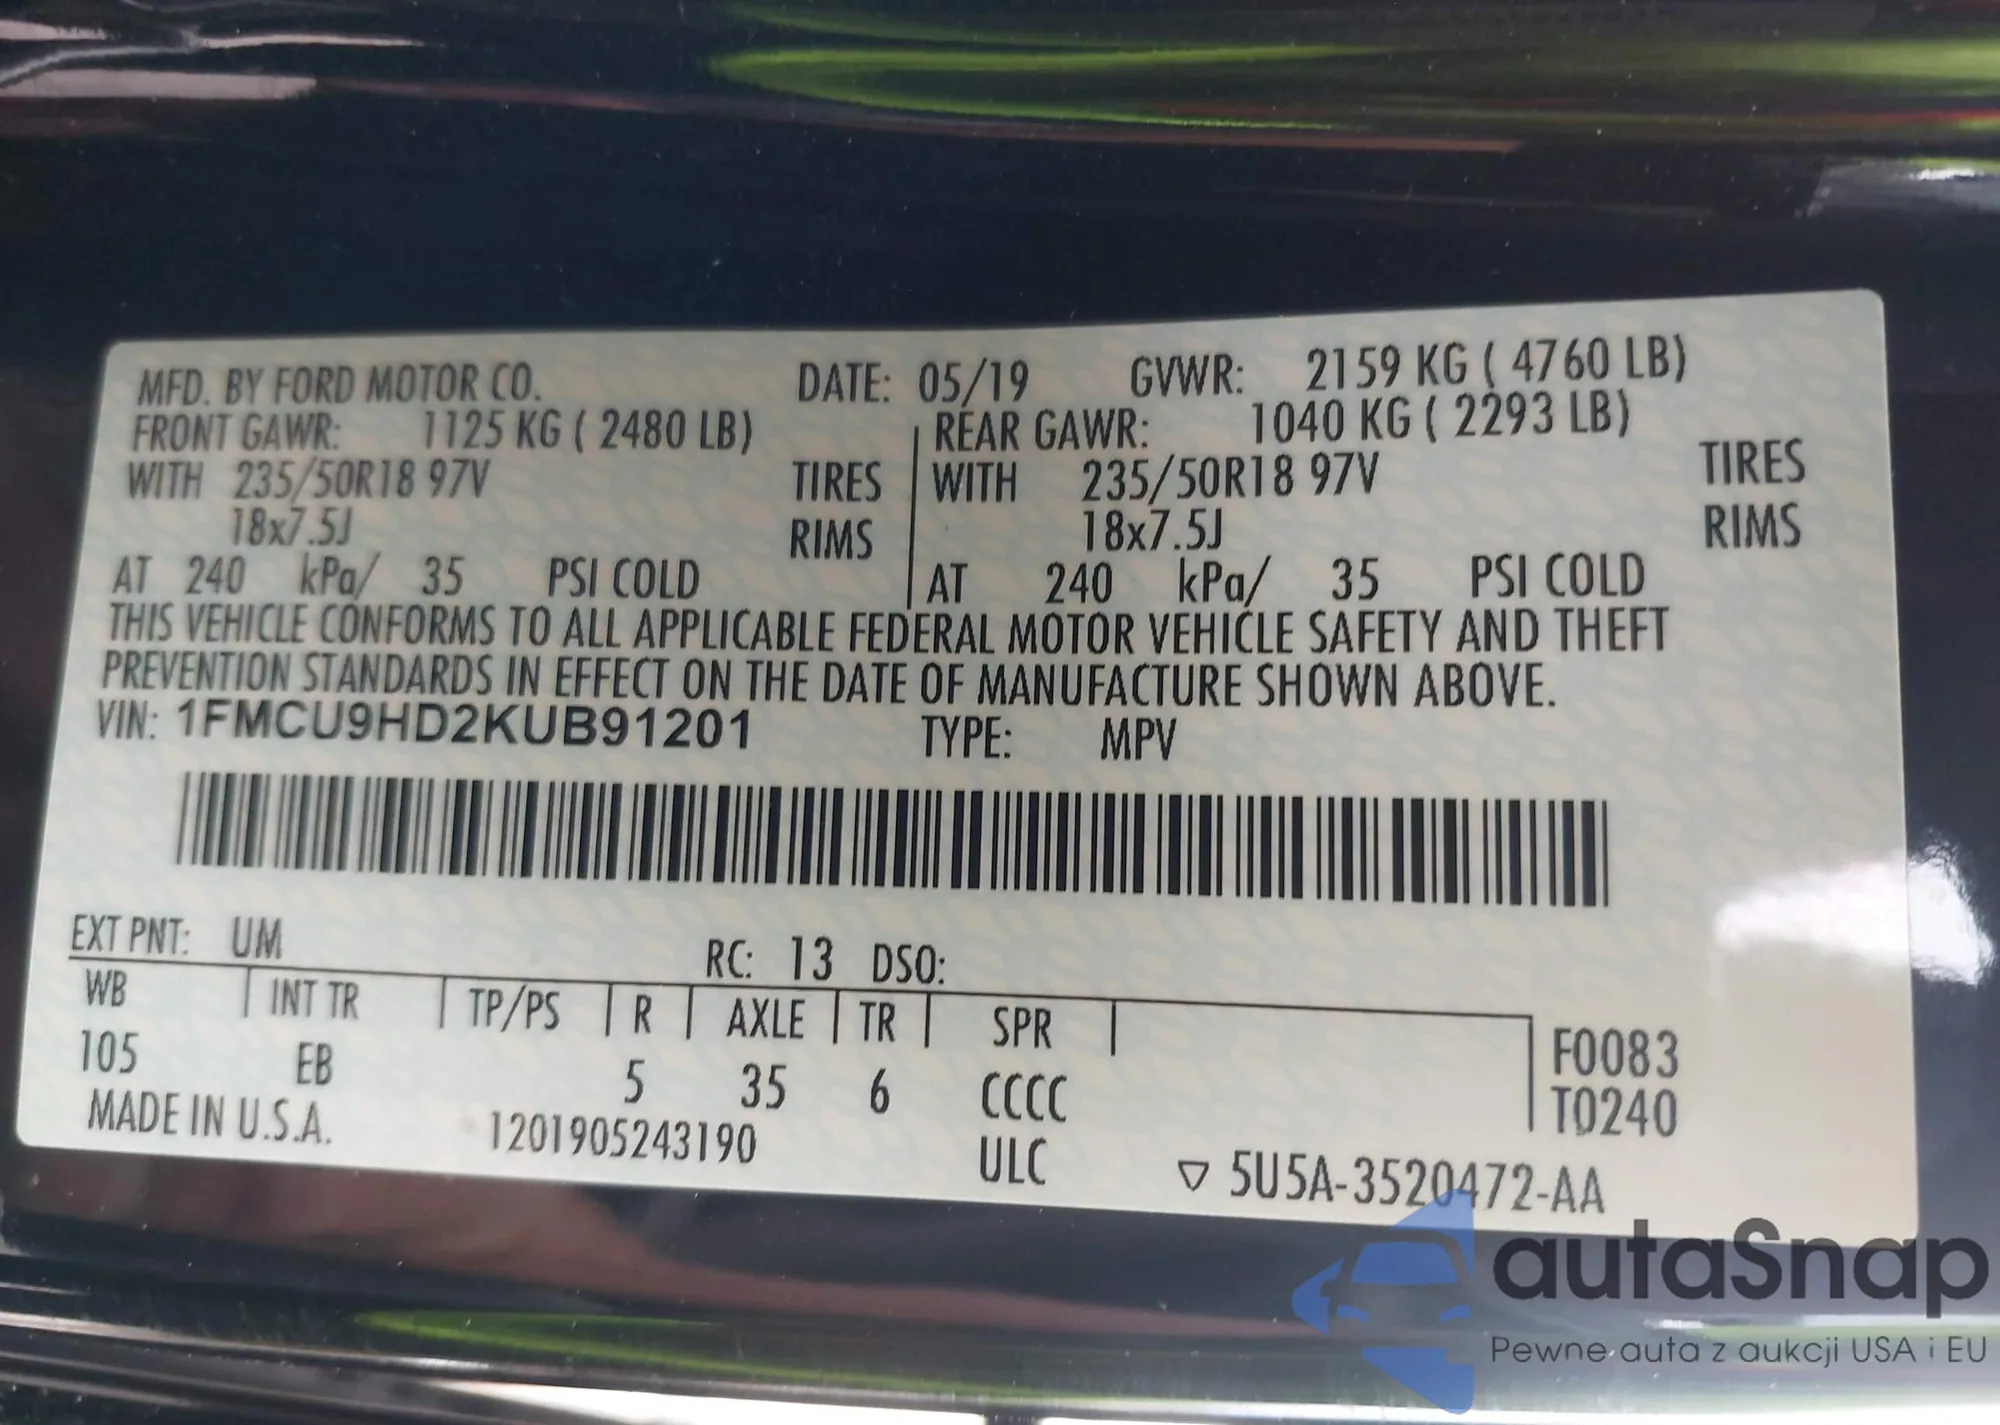 MFD. BY FORD MOTOR CO. DATE: 05/19 GVWR: 2159 KG ( 4760 LB)
FRONT GAWR: 1125 KG ( 2480 LB) REAR GAWR: 1040 KG ( 2293 LB)
WITH 235/50R18 97V TIRES WITH 235/50R18 97V TIRES
18x7.5J RIMS 18x7.5J RIMS
AT 240 kPa/ 35 PSI COLD AT 240 kPa/ 35 PSI COLD
THIS VEHICLE CONFORMS TO ALL APPLICABLE FEDERAL MOTOR VEHICLE SAFETY AND THEFT
PREVENTION STANDARDS IN EFFECT ON THE DATE OF MANUFACTURE SHOWN ABOVE.
VIN: 1FMCU9HD2KUB91201 TYPE: MPV
EXT PNT: UM RC: 13 DSO:
WB INT TR TP/PS R AXLE TR SPR
105 EB 5 35 6 CCCC F0083
T0240
MADE IN U.S.A. 1201905243190 ULC ▽ 5U5A-3520472-AA
autaSnap
Pewne auta z aukcji USA i EU